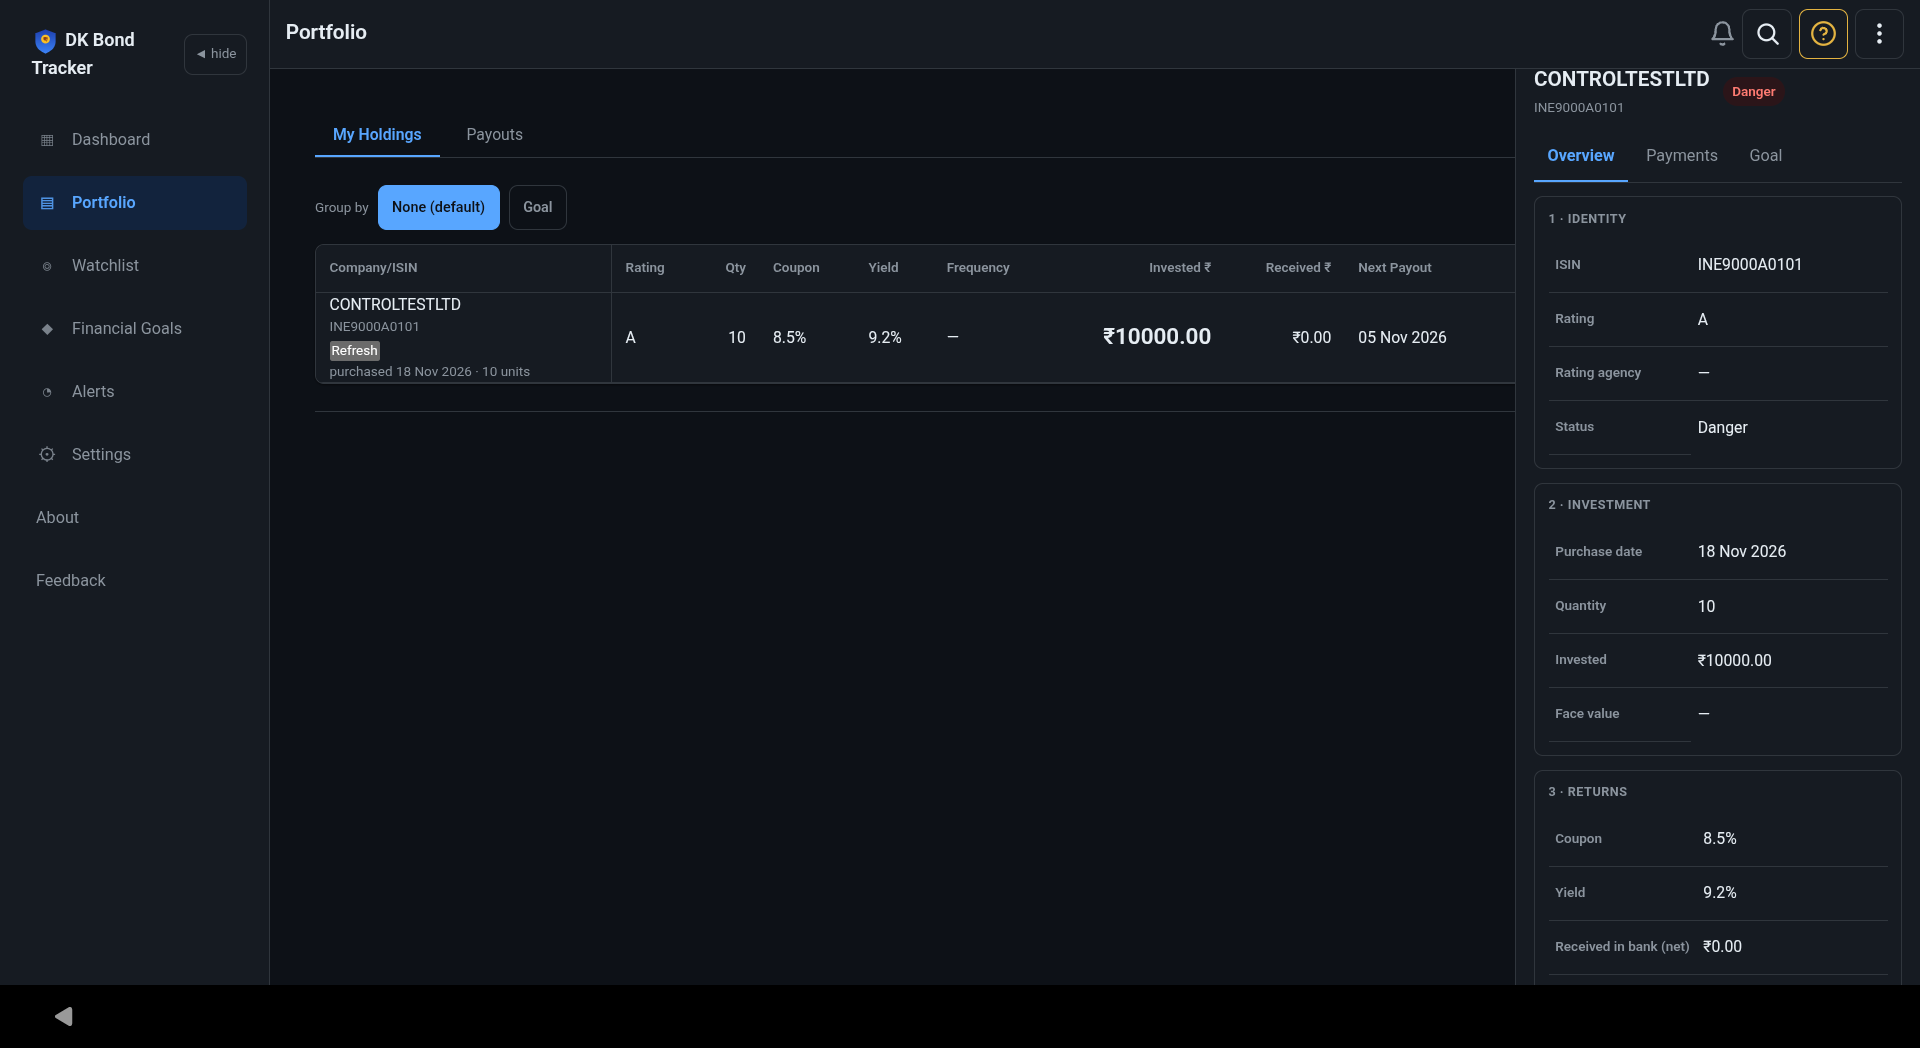 DK Bond
Tracker
◄ hide
Dashboard
Portfolio
Watchlist
Financial Goals
Alerts
Settings
About
Feedback
Portfolio
My Holdings
Payouts
Group by
None (default)
Goal
Company/ISIN Rating Qty Coupon Yield Frequency Invested ₹ Received ₹ Next Payout
CONTROLTESTLTD
INE9000A0101
Refresh
purchased 18 Nov 2026 · 10 units
A 10 8.5% 9.2% — ₹10000.00 ₹0.00 05 Nov 2026
CONTROLTESTLTD
Danger
INE9000A0101
Overview Payments Goal
1 · IDENTITY
ISIN INE9000A0101
Rating A
Rating agency —
Status Danger
2 · INVESTMENT
Purchase date 18 Nov 2026
Quantity 10
Invested ₹10000.00
Face value —
3 · RETURNS
Coupon 8.5%
Yield 9.2%
Received in bank (net) ₹0.00